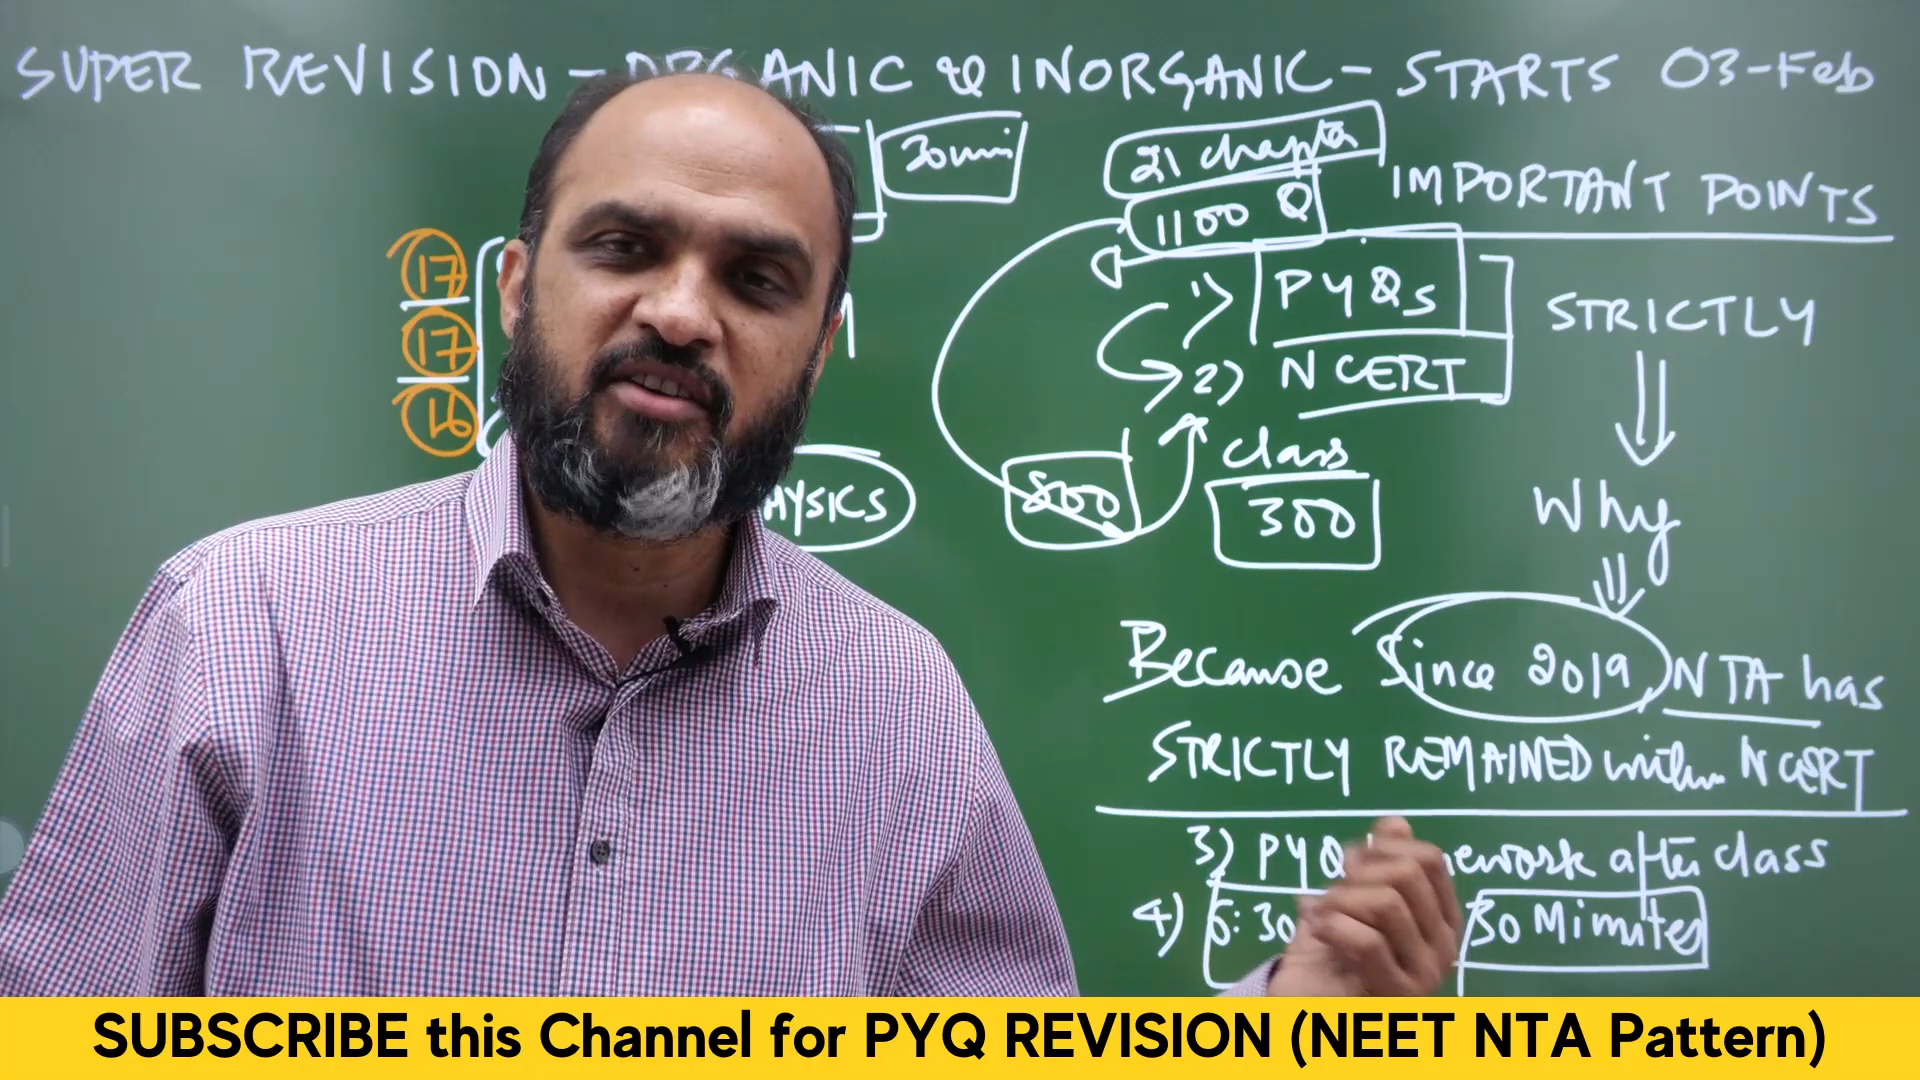 SUPER REVISION - ORGANIC & INORGANIC - STARTS 03-Feb
30 min
21 chapter
1100 Q
IMPORTANT POINTS
17
17
16
1) PYQs
2) NCERT
STRICTLY
class
800
300
HYSICS
Why
Because Since 2019, NTA has
STRICTLY REMAINED within NCERT
3) PYQ ework after class
4) 6:30 30 Minutes
SUBSCRIBE this Channel for PYQ REVISION (NEET NTA Pattern)